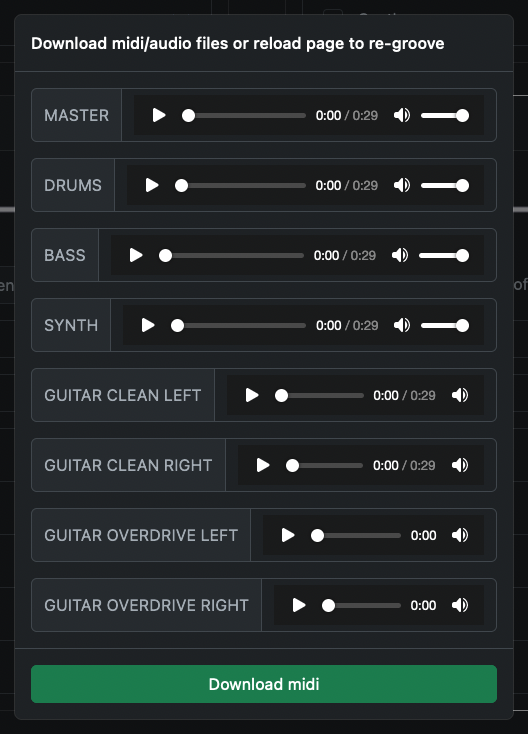 Download midi/audio files or reload page to re-groove
MASTER 0:00 / 0:29
DRUMS 0:00 / 0:29
BASS 0:00 / 0:29
SYNTH 0:00 / 0:29
GUITAR CLEAN LEFT 0:00 / 0:29
GUITAR CLEAN RIGHT 0:00 / 0:29
GUITAR OVERDRIVE LEFT 0:00
GUITAR OVERDRIVE RIGHT 0:00
Download midi